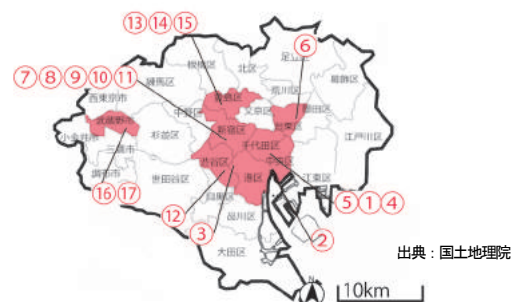 ⑬⑭⑮
⑥
足立区
板橋区
北区
⑦⑧⑨⑩⑪
練馬区
荒川区
葛飾区
豊島区
文京区
西東京市
中野区
台東区
墨田区
武蔵野市
新宿区
千代田区
江戸川区
小金井市
杉並区
三鷹市
渋谷区
中央区
江東区
調布市
世田谷区
港区
⑯⑰
目黒区
⑤①④
⑫
品川区
③
②
大田区
出典:国土地理院
N
10km